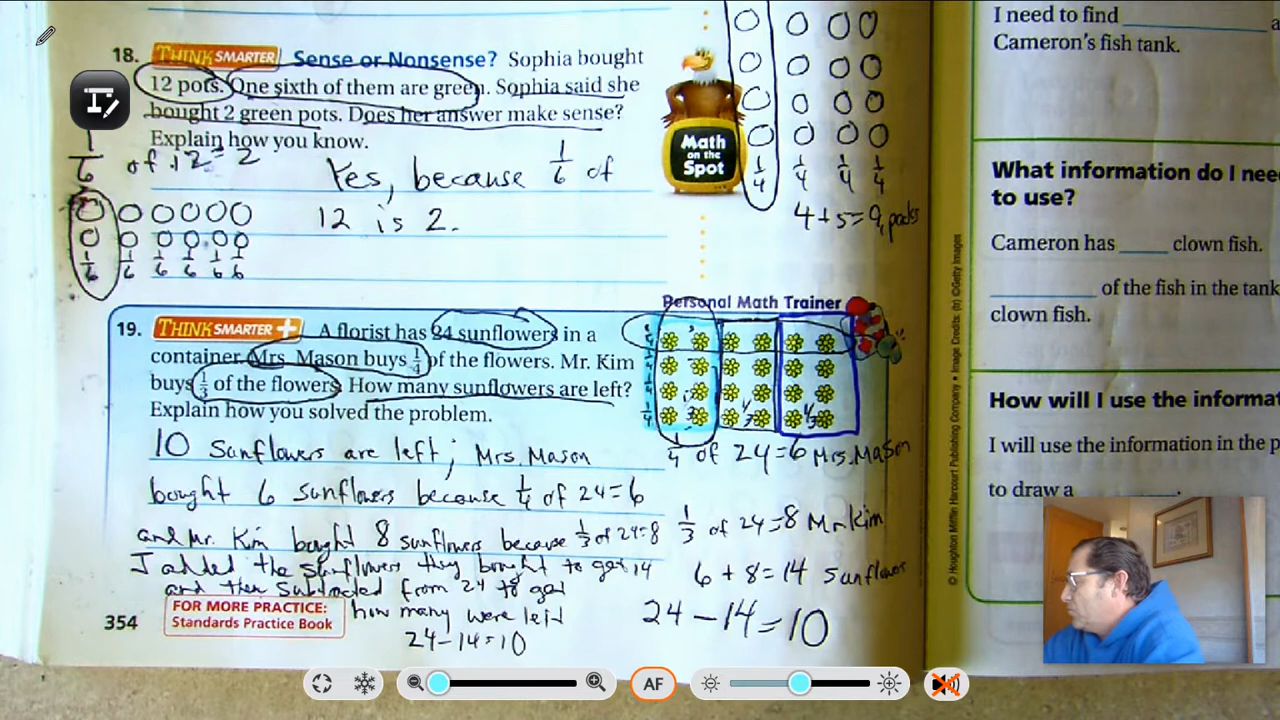 18. THINK SMARTER Sense or Nonsense? Sophia bought
12 pots. One sixth of them are green. Sophia said she
bought 2 green pots. Does her answer make sense?
Explain how you know.
1/6 of 12 = 2
Yes, because 1/6 of
12 is 2.
1/6 1/6 1/6 1/6 1/6 1/6
Math
on the
Spot
1/4 1/4 1/4 1/4
4+5=9 packs
Personal Math Trainer
19. THINK SMARTER + A florist has 24 sunflowers in a
container. Mrs. Mason buys 1/4 of the flowers. Mr. Kim
buys 1/3 of the flowers. How many sunflowers are left?
Explain how you solved the problem.
10 Sunflowers are left; Mrs. Mason
bought 6 sunflowers because 1/4 of 24=6
and Mr. Kim bought 8 sunflowers because 1/3 of 24=8
I added the sunflowers they bought to get 14
and then subtracted from 24 to get
how many were left
24-14=10
1/4 of 24=6 Mrs. Mason
1/3 of 24=8 Mr. Kim
6+8=14 sunflower
24-14=10
354
FOR MORE PRACTICE:
Standards Practice Book
© Houghton Mifflin Harcourt Publishing Company • Image Credits: (tr) ©Getty Images
I need to find
Cameron's fish tank.
What information do I need
to use?
Cameron has ____ clown fish.
of the fish in the tank
clown fish.
How will I use the informat
I will use the information in the p
to draw a ____.
AF